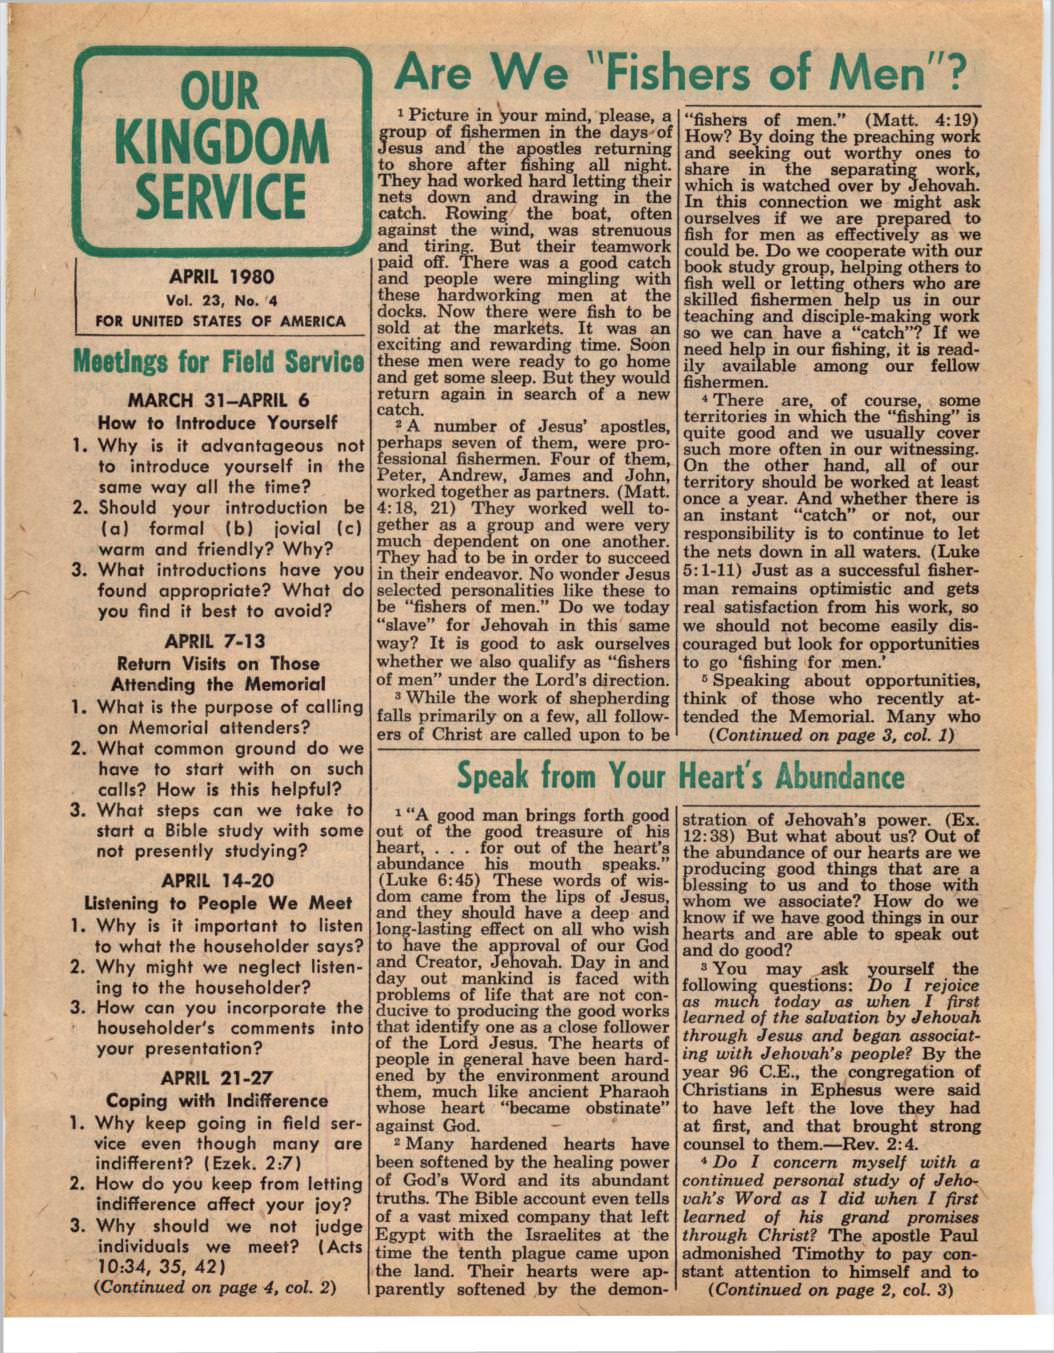 OUR
KINGDOM
SERVICE
APRIL 1980
Vol. 23, No. 4
FOR UNITED STATES OF AMERICA
Meetings for Field Service
MARCH 31–APRIL 6
How to Introduce Yourself
1. Why is it advantageous not
to introduce yourself in the
same way all the time?
2. Should your introduction be
(a) formal (b) jovial (c)
warm and friendly? Why?
3. What introductions have you
found appropriate? What do
you find it best to avoid?
APRIL 7-13
Return Visits on Those
Attending the Memorial
1. What is the purpose of calling
on Memorial attenders?
2. What common ground do we
have to start with on such
calls? How is this helpful?
3. What steps can we take to
start a Bible study with some
not presently studying?
APRIL 14-20
Listening to People We Meet
1. Why is it important to listen
to what the householder says?
2. Why might we neglect listen-
ing to the householder?
3. How can you incorporate the
householder's comments into
your presentation?
APRIL 21-27
Coping with Indifference
1. Why keep going in field ser-
vice even though many are
indifferent? (Ezek. 2:7)
2. How do you keep from letting
indifference affect your joy?
3. Why should we not judge
individuals we meet? (Acts
10:34, 35, 42)
(Continued on page 4, col. 2)
Are We "Fishers of Men"?
1 Picture in your mind, please, a
group of fishermen in the days of
Jesus and the apostles returning
to shore after fishing all night.
They had worked hard letting their
nets down and drawing in the
catch. Rowing the boat, often
against the wind, was strenuous
and tiring. But their teamwork
paid off. There was a good catch
and people were mingling with
these hardworking men at the
docks. Now there were fish to be
sold at the markets. It was an
exciting and rewarding time. Soon
these men were ready to go home
and get some sleep. But they would
return again in search of a new
catch.
2 A number of Jesus' apostles,
perhaps seven of them, were pro-
fessional fishermen. Four of them,
Peter, Andrew, James and John,
worked together as partners. (Matt.
4:18, 21) They worked well to-
gether as a group and were very
much dependent on one another.
They had to be in order to succeed
in their endeavor. No wonder Jesus
selected personalities like these to
be "fishers of men." Do we today
"slave" for Jehovah in this same
way? It is good to ask ourselves
whether we also qualify as "fishers
of men" under the Lord's direction.
3 While the work of shepherding
falls primarily on a few, all follow-
ers of Christ are called upon to be
"fishers of men." (Matt. 4:19)
How? By doing the preaching work
and seeking out worthy ones to
share in the separating work,
which is watched over by Jehovah.
In this connection we might ask
ourselves if we are prepared to
fish for men as effectively as we
could be. Do we cooperate with our
book study group, helping others to
fish well or letting others who are
skilled fishermen help us in our
teaching and disciple-making work
so we can have a "catch"? If we
need help in our fishing, it is read-
ily available among our fellow
fishermen.
4 There are, of course, some
territories in which the "fishing" is
quite good and we usually cover
such more often in our witnessing.
On the other hand, all of our
territory should be worked at least
once a year. And whether there is
an instant "catch" or not, our
responsibility is to continue to let
the nets down in all waters. (Luke
5:1-11) Just as a successful fisher-
man remains optimistic and gets
real satisfaction from his work, so
we should not become easily dis-
couraged but look for opportunities
to go 'fishing for men.'
5 Speaking about opportunities,
think of those who recently at-
tended the Memorial. Many who
(Continued on page 3, col. 1)
Speak from Your Heart's Abundance
1 "A good man brings forth good
out of the good treasure of his
heart, . . . for out of the heart's
abundance his mouth speaks."
(Luke 6:45) These words of wis-
dom came from the lips of Jesus,
and they should have a deep and
long-lasting effect on all who wish
to have the approval of our God
and Creator, Jehovah. Day in and
day out mankind is faced with
problems of life that are not con-
ducive to producing the good works
that identify one as a close follower
of the Lord Jesus. The hearts of
people in general have been hard-
ened by the environment around
them, much like ancient Pharaoh
whose heart "became obstinate"
against God.
2 Many hardened hearts have
been softened by the healing power
of God's Word and its abundant
truths. The Bible account even tells
of a vast mixed company that left
Egypt with the Israelites at the
time the tenth plague came upon
the land. Their hearts were ap-
parently softened by the demon-
stration of Jehovah's power. (Ex.
12:38) But what about us? Out of
the abundance of our hearts are we
producing good things that are a
blessing to us and to those with
whom we associate? How do we
know if we have good things in our
hearts and are able to speak out
and do good?
3 You may ask yourself the
following questions: Do I rejoice
as much today as when I first
learned of the salvation by Jehovah
through Jesus and began associat-
ing with Jehovah's people? By the
year 96 C.E., the congregation of
Christians in Ephesus were said
to have left the love they had
at first, and that brought strong
counsel to them.—Rev. 2:4.
4 Do I concern myself with a
continued personal study of Jeho-
vah's Word as I did when I first
learned of his grand promises
through Christ? The apostle Paul
admonished Timothy to pay con-
stant attention to himself and to
(Continued on page 2, col. 3)